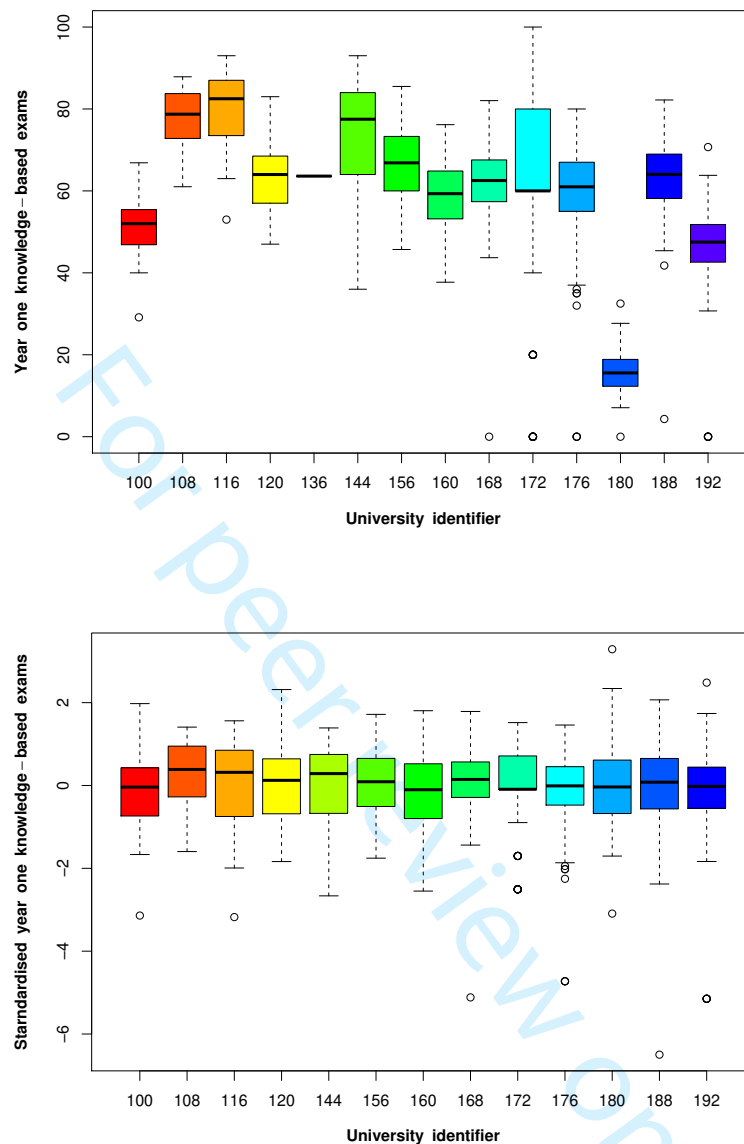 100
80
60
40
20
0
Year one knowledge−based exams
100 108 116 120 136 144 156 160 168 172 176 180 188 192
University identifier
For peer review on
2
0
-2
-4
-6
Starndardised year one knowledge−based exams
100 108 116 120 144 156 160 168 172 176 180 188 192
University identifier